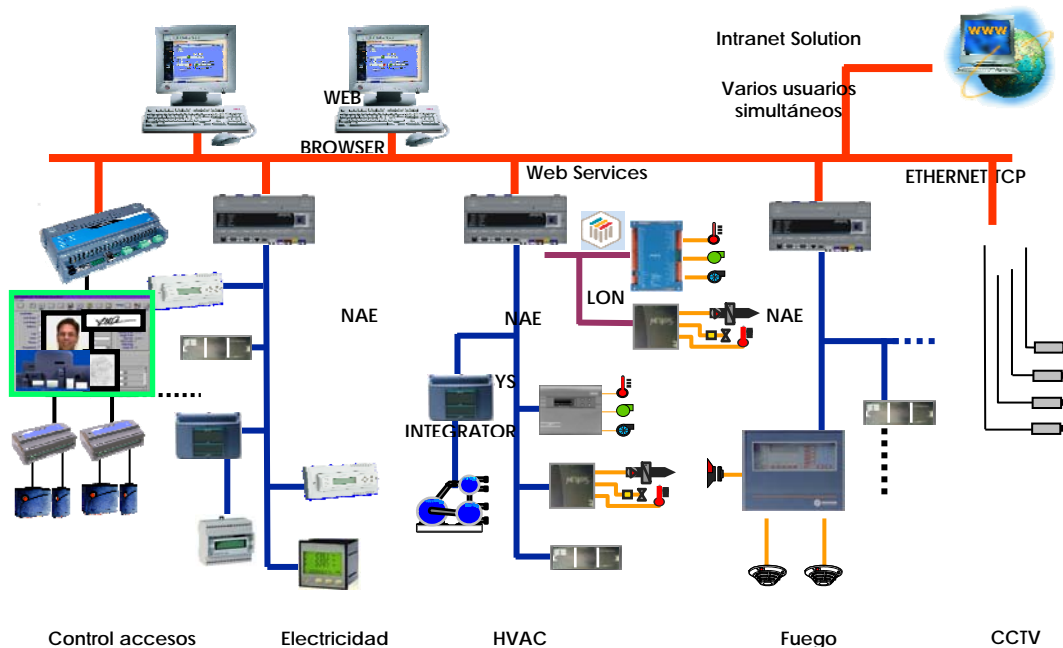 Intranet Solution
WWW
Varios usuarios
simultáneos
WEB
BROWSER
Web Services
ETHERNET TCP
LON
NAE
NAE
NAE
YS
INTEGRATOR
Control accesos
Electricidad
HVAC
Fuego
CCTV